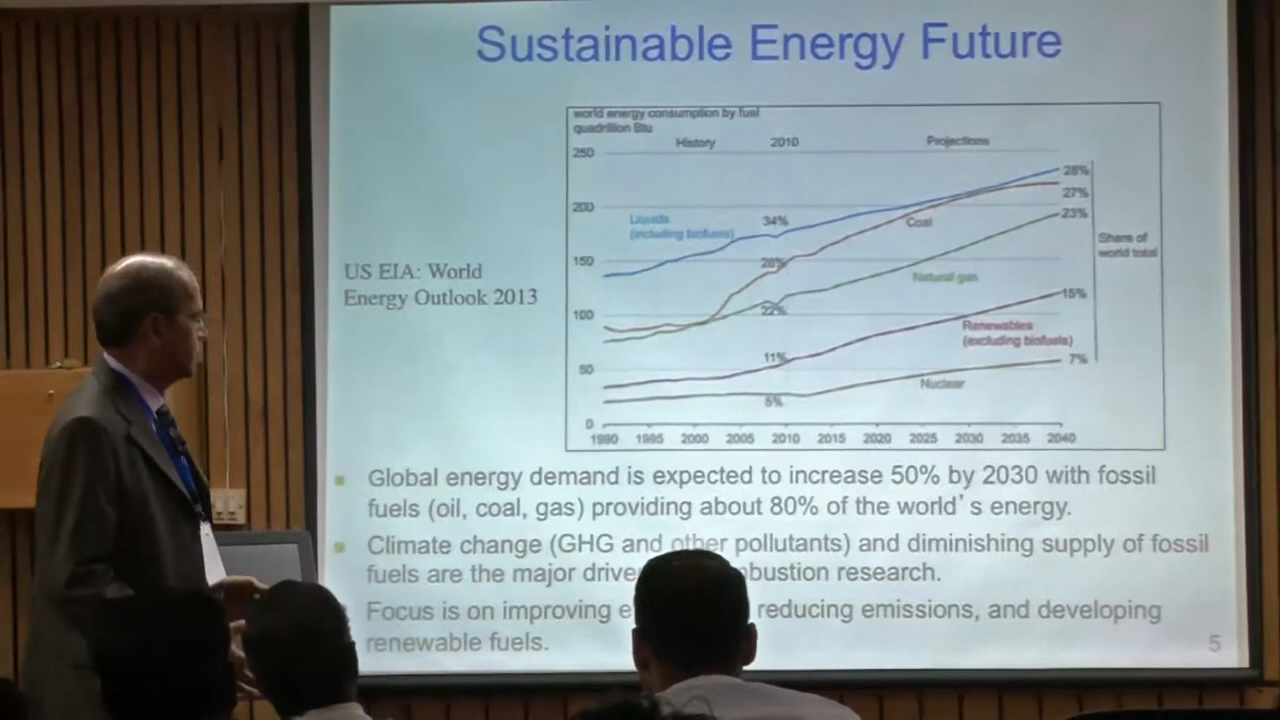 Sustainable Energy Future
world energy consumption by fuel
quadrillion Btu
History 2010 Projections
250
200
150
100
50
0
Liquids
(including biofuels)
34%
28%
22%
11%
Coal
Natural gas
Renewables
(excluding biofuels)
Nuclear
28%
27%
23%
15%
7%
Share of
world total
1990 1995 2000 2005 2010 2015 2020 2025 2030 2035 2040
US EIA: World
Energy Outlook 2013
Global energy demand is expected to increase 50% by 2030 with fossil
fuels (oil, coal, gas) providing about 80% of the world's energy.
Climate change (GHG and other pollutants) and diminishing supply of fossil
fuels are the major research.
Focus is on improving reducing emissions, and developing
renewable fuels.
5